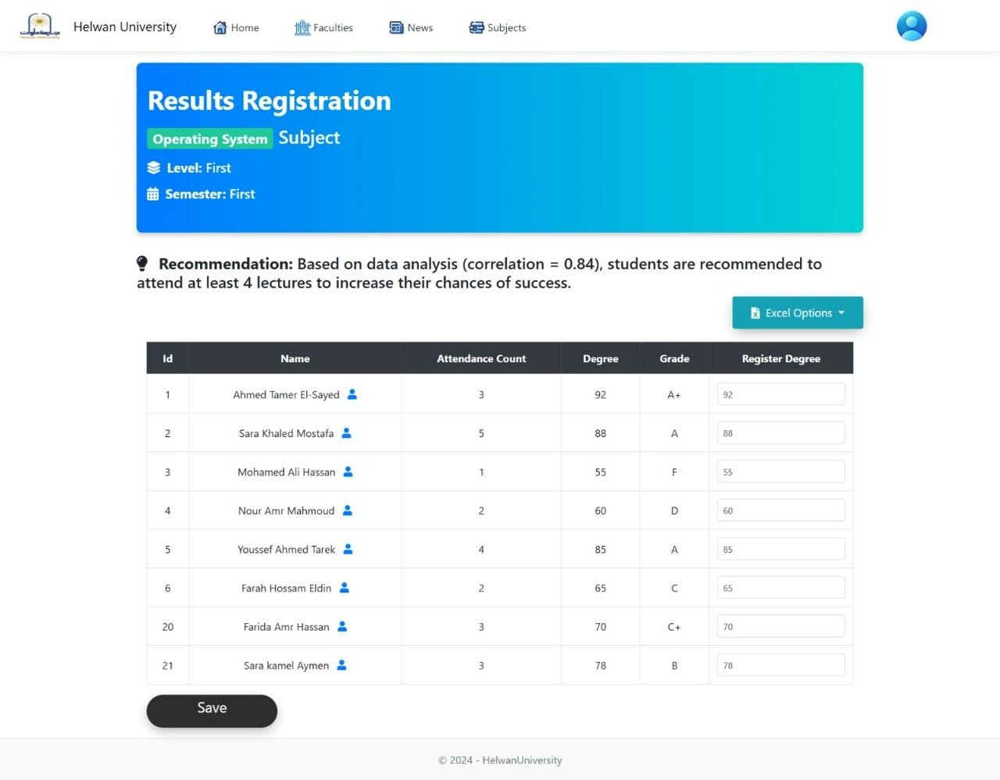 Helwan University
Home
Faculties
News
Subjects
Results Registration
Operating System Subject
Level: First
Semester: First
Recommendation: Based on data analysis (correlation = 0.84), students are recommended to
attend at least 4 lectures to increase their chances of success.
Excel Options
Id Name Attendance Count Degree Grade Register Degree
1 Ahmed Tamer El-Sayed 3 92 A+ 92
2 Sara Khaled Mostafa 5 88 A 88
3 Mohamed Ali Hassan 1 55 F 55
4 Nour Amr Mahmoud 2 60 D 60
5 Youssef Ahmed Tarek 4 85 A 85
6 Farah Hossam Eldin 2 65 C 65
20 Farida Amr Hassan 3 70 C+ 70
21 Sara kamel Aymen 3 78 B 78
Save
© 2024 - HelwanUniversity